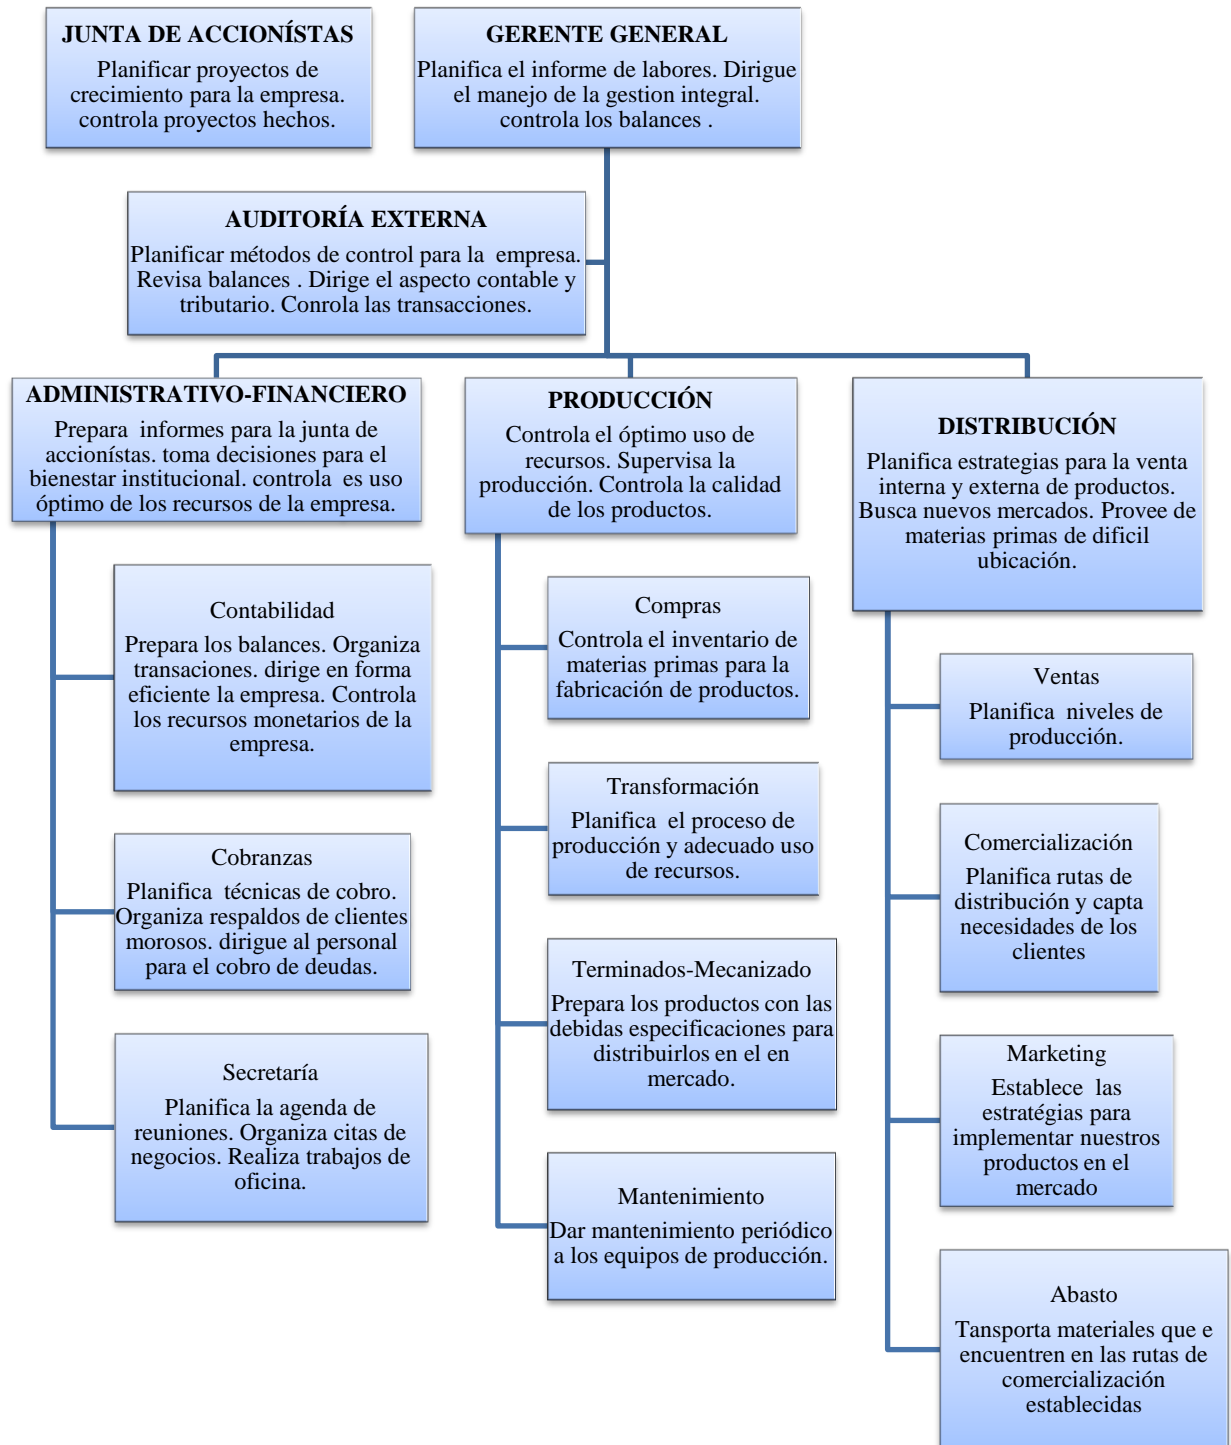 JUNTA DE ACCIONÍSTAS
Planificar proyectos de
crecimiento para la empresa.
controla proyectos hechos.
GERENTE GENERAL
Planifica el informe de labores. Dirigue
el manejo de la gestion integral.
controla los balances .
AUDITORÍA EXTERNA
Planificar métodos de control para la empresa.
Revisa balances . Dirige el aspecto contable y
tributario. Conrola las transacciones.
ADMINISTRATIVO-FINANCIERO
Prepara informes para la junta de
accionístas. toma decisiones para el
bienestar institucional. controla es uso
óptimo de los recursos de la empresa.
Contabilidad
Prepara los balances. Organiza
transaciones. dirige en forma
eficiente la empresa. Controla
los recursos monetarios de la
empresa.
Cobranzas
Planifica técnicas de cobro.
Organiza respaldos de clientes
morosos. dirigue al personal
para el cobro de deudas.
Secretaría
Planifica la agenda de
reuniones. Organiza citas de
negocios. Realiza trabajos de
oficina.
PRODUCCIÓN
Controla el óptimo uso de
recursos. Supervisa la
producción. Controla la calidad
de los productos.
Compras
Controla el inventario de
materias primas para la
fabricación de productos.
Transformación
Planifica el proceso de
producción y adecuado uso
de recursos.
Terminados-Mecanizado
Prepara los productos con las
debidas especificaciones para
distribuirlos en el en
mercado.
Mantenimiento
Dar mantenimiento periódico
a los equipos de producción.
DISTRIBUCIÓN
Planifica estrategias para la venta
interna y externa de productos.
Busca nuevos mercados. Provee de
materias primas de dificil
ubicación.
Ventas
Planifica niveles de
producción.
Comercialización
Planifica rutas de
distribución y capta
necesidades de los
clientes
Marketing
Establece las
estratégias para
implementar nuestros
productos en el
mercado
Abasto
Tansporta materiales que e
encuentren en las rutas de
comercialización
establecidas